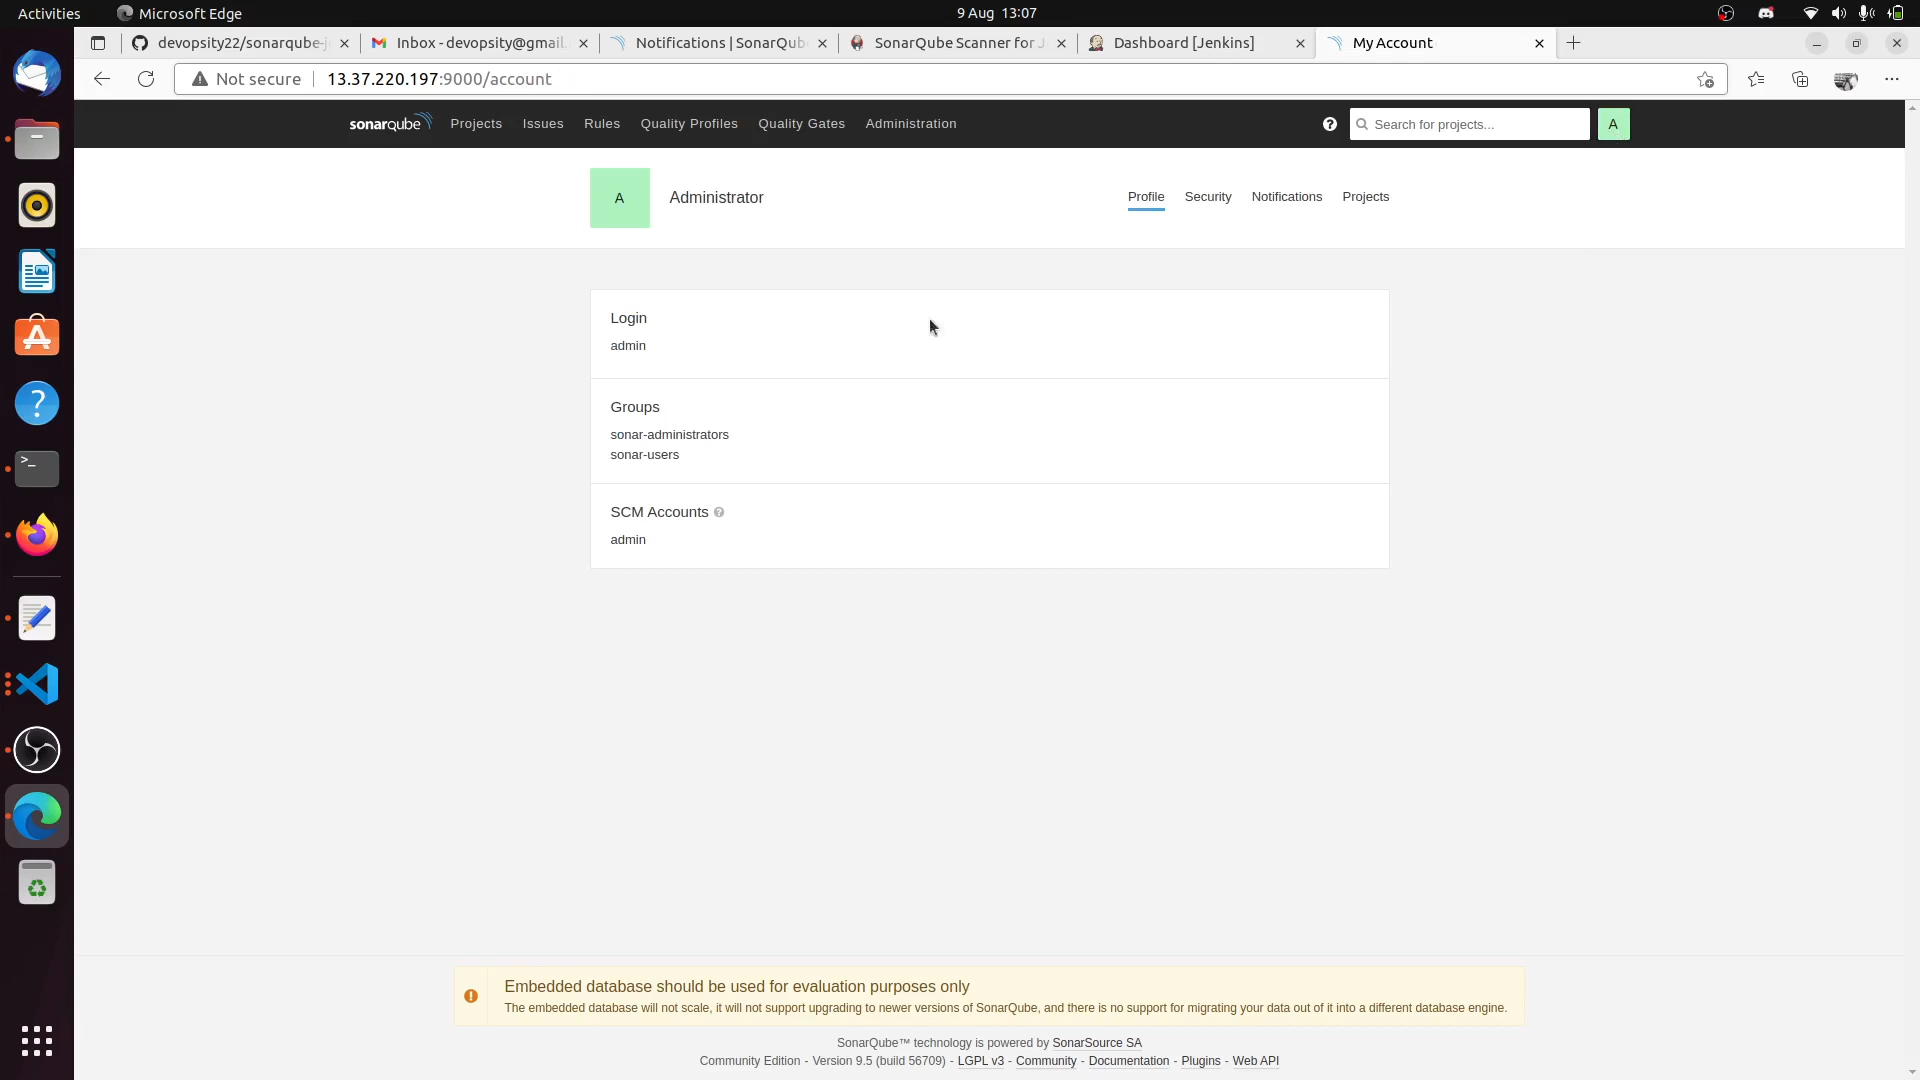 Activities
Microsoft Edge
9 Aug 13:07
devopsity22/sonarqube-j
Inbox - devopsity@gmail.
Notifications | SonarQub
SonarQube Scanner for J
Dashboard [Jenkins]
My Account
Not secure
13.37.220.197:9000/account
sonarqube
Projects
Issues
Rules
Quality Profiles
Quality Gates
Administration
Search for projects...
A
A
Administrator
Profile
Security
Notifications
Projects
Login
admin
Groups
sonar-administrators
sonar-users
SCM Accounts
admin
Embedded database should be used for evaluation purposes only
The embedded database will not scale, it will not support upgrading to newer versions of SonarQube, and there is no support for migrating your data out of it into a different database engine.
SonarQube™ technology is powered by SonarSource SA
Community Edition - Version 9.5 (build 56709) - LGPL v3 - Community - Documentation - Plugins - Web API